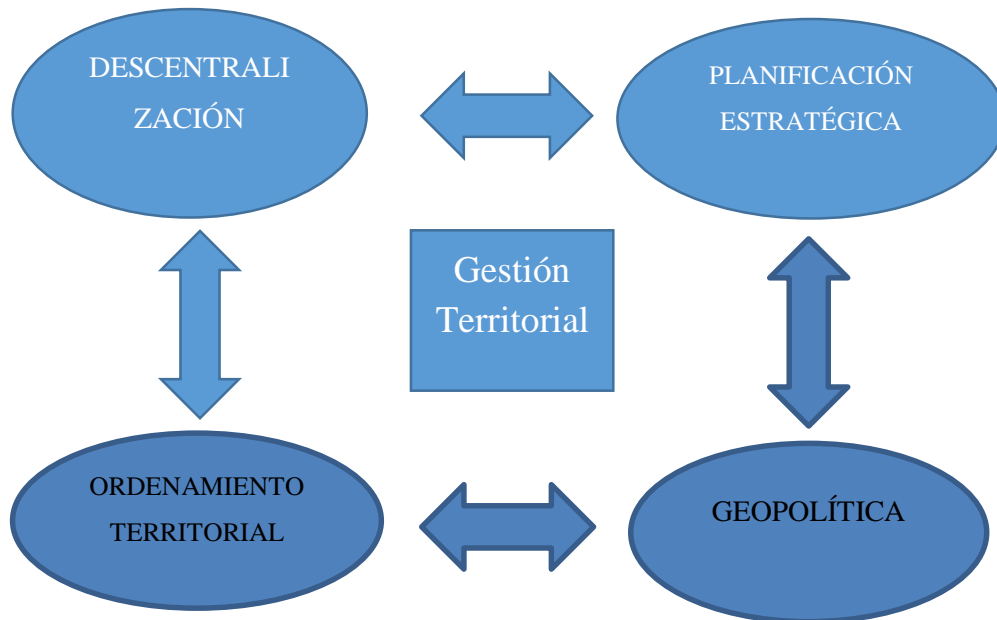 DESCENTRALI
ZACIÓN
PLANIFICACIÓN
ESTRATÉGICA
Gestión
Territorial
ORDENAMIENTO
TERRITORIAL
GEOPOLÍTICA